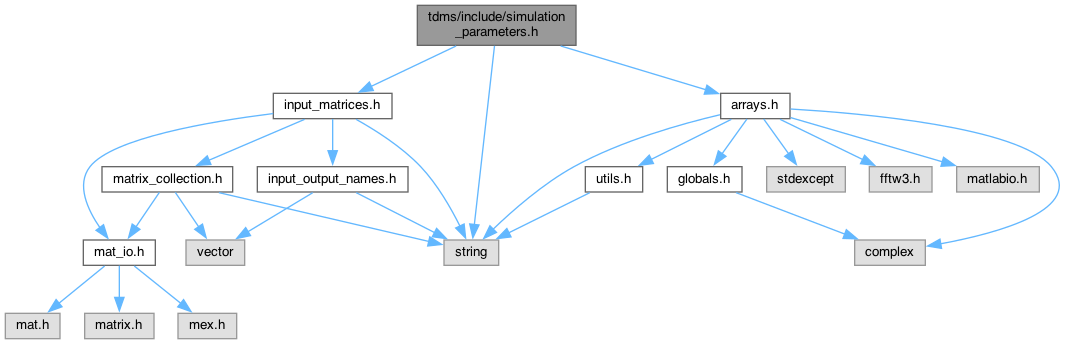 tdms/include/simulation
_parameters.h
input_matrices.h
arrays.h
matrix_collection.h
input_output_names.h
utils.h
globals.h
stdexcept
fftw3.h
matlabio.h
mat_io.h
vector
string
complex
mat.h
matrix.h
mex.h